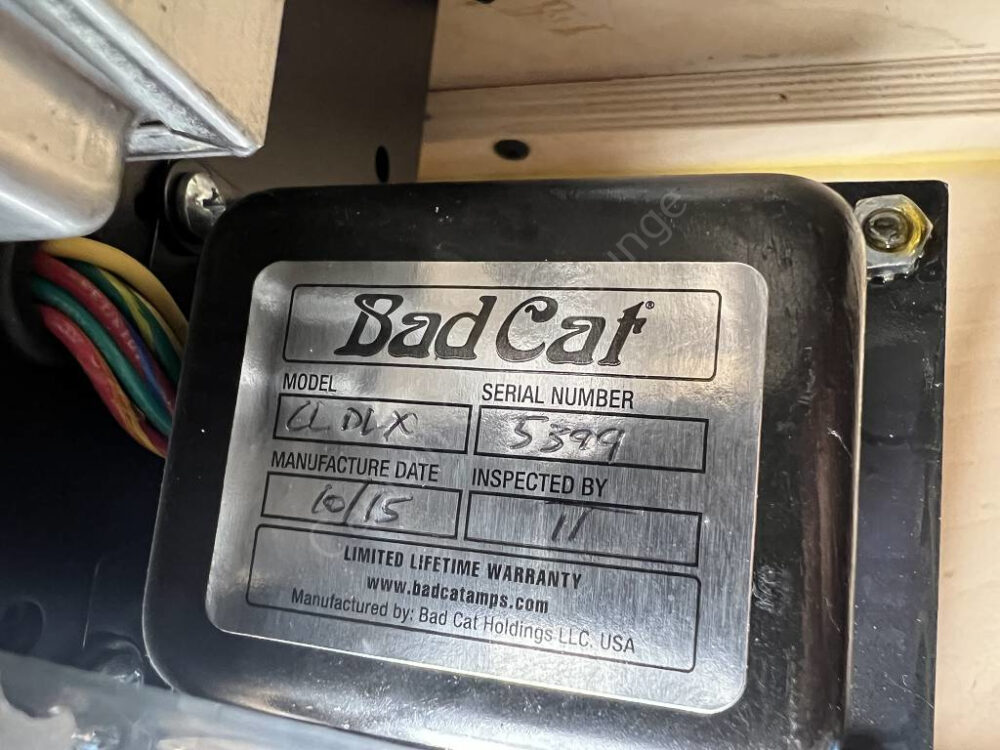 Bad Cat®
MODEL SERIAL NUMBER
CL DLX 5399
MANUFACTURE DATE INSPECTED BY
10/15 11
LIMITED LIFETIME WARRANTY
www.badcatamps.com
Manufactured by: Bad Cat Holdings LLC. USA